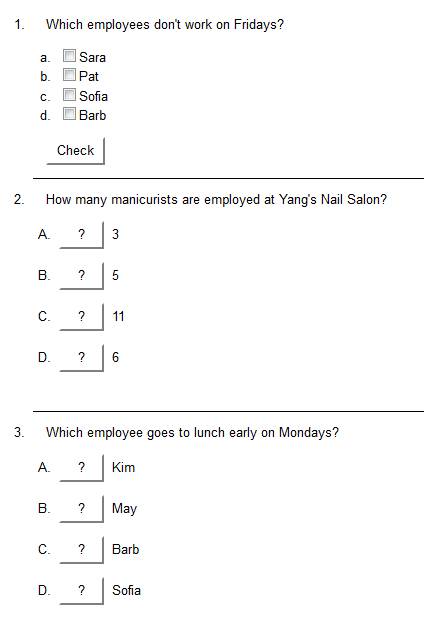 1. Which employees don't work on Fridays?
a. Sara
b. Pat
c. Sofia
d. Barb
Check
2. How many manicurists are employed at Yang's Nail Salon?
A. ? 3
B. ? 5
C. ? 11
D. ? 6
3. Which employee goes to lunch early on Mondays?
A. ? Kim
B. ? May
C. ? Barb
D. ? Sofia